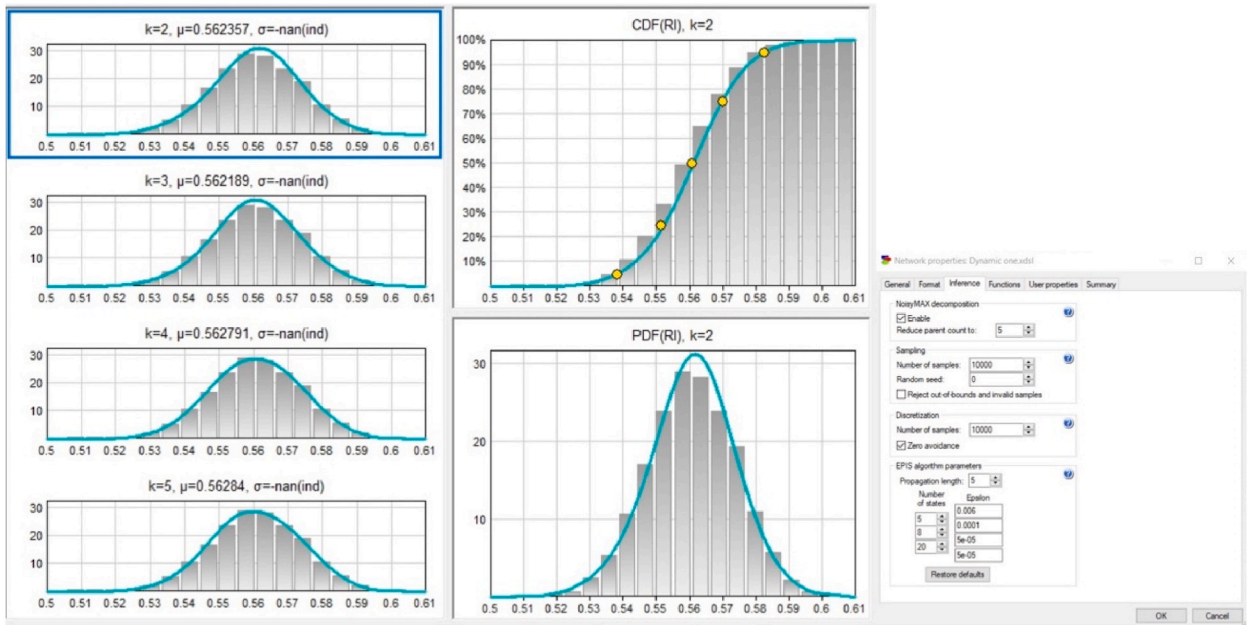 k=2, μ=0.562357, σ=-nan(ind)
30
20
10
0.5 0.51 0.52 0.53 0.54 0.55 0.56 0.57 0.58 0.59 0.6 0.61
k=3, μ=0.562189, σ=-nan(ind)
30
20
10
0.5 0.51 0.52 0.53 0.54 0.55 0.56 0.57 0.58 0.59 0.6 0.61
k=4, μ=0.562791, σ=-nan(ind)
30
20
10
0.5 0.51 0.52 0.53 0.54 0.55 0.56 0.57 0.58 0.59 0.6 0.61
k=5, μ=0.56284, σ=-nan(ind)
30
20
10
0.5 0.51 0.52 0.53 0.54 0.55 0.56 0.57 0.58 0.59 0.6 0.61
CDF(RI), k=2
100%
90%
80%
70%
60%
50%
40%
30%
20%
10%
0.5 0.51 0.52 0.53 0.54 0.55 0.56 0.57 0.58 0.59 0.6 0.61
PDF(RI), k=2
30
20
10
0.5 0.51 0.52 0.53 0.54 0.55 0.56 0.57 0.58 0.59 0.6 0.61
Network properties: Dynamic one.xdsl
General Format Inference Functions User properties Summary
NoisyMAX decomposition
Enable
Reduce parent count to: 5
Sampling
Number of samples: 10000
Random seed: 0
Reject out-of-bounds and invalid samples
Discretization
Number of samples: 10000
Zero avoidance
EPIS algorithm parameters
Propagation length: 5
Number of states
Epsilon
0.006
5
0.0001
8
5e-05
20
5e-05
Restore defaults
OK Cancel